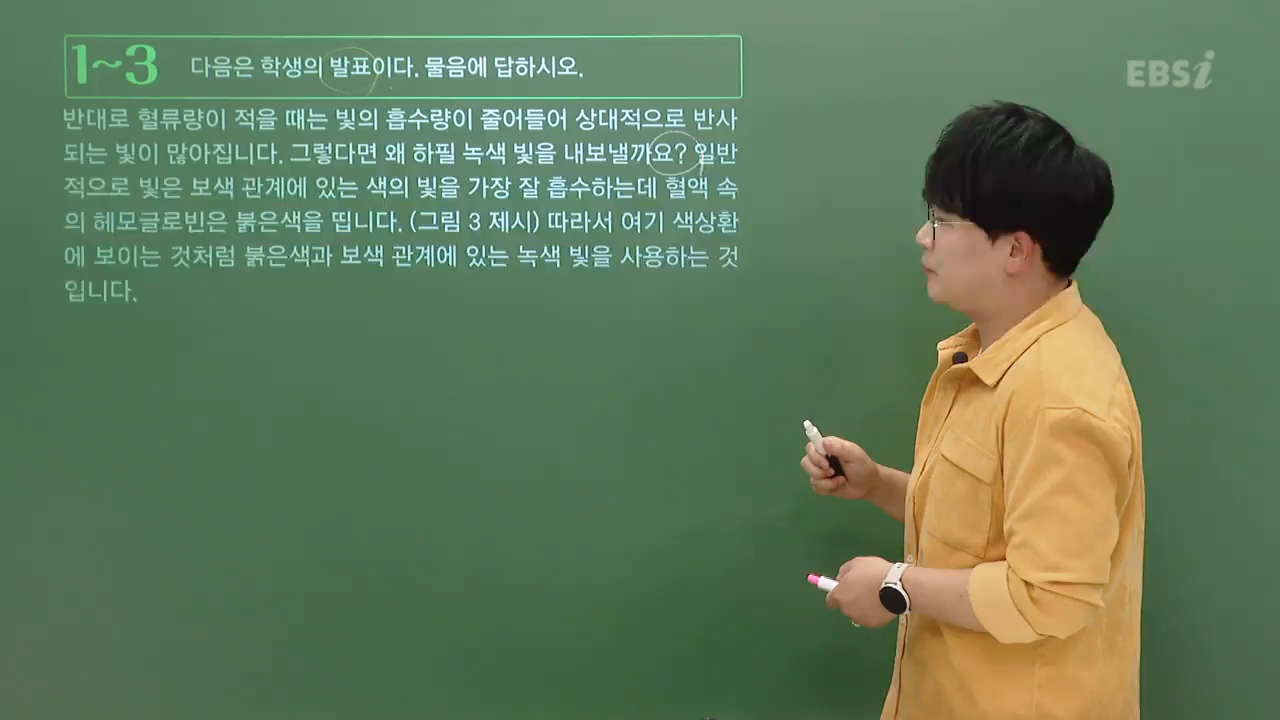 1~3 다음은 학생의 발표이다. 물음에 답하시오.
EBSi
반대로 혈류량이 적을 때는 빛의 흡수량이 줄어들어 상대적으로 반사
되는 빛이 많아집니다. 그렇다면 왜 하필 녹색 빛을 내보낼까요? 일반
적으로 빛은 보색 관계에 있는 색의 빛을 가장 잘 흡수하는데 혈액 속
의 헤모글로빈은 붉은색을 띱니다. (그림 3 제시) 따라서 여기 색상환
에 보이는 것처럼 붉은색과 보색 관계에 있는 녹색 빛을 사용하는 것
입니다.